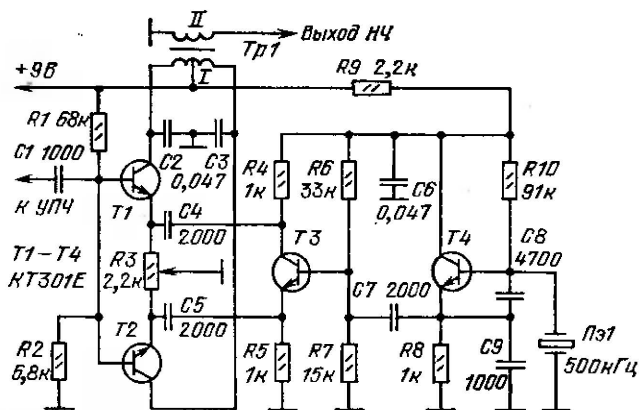 II
Выход НЧ
Тр1
I
+9В
R9 2,2к
R1 68к
C1 1000
К УПЧ
T1
C2
C3
0,047
R4
1к
R6
33к
C6
0,047
R10
91к
C4
2000
T3
T4
C8
4700
T1-T4
КТ301Е
R3
2,2к
C5
2000
C7 2000
T2
R2
6,8к
R5
1к
R7
15к
R8
1к
C9
1000
Пэ1
500кГц